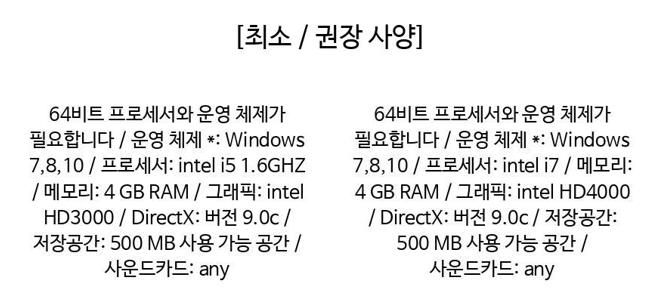 [최소 / 권장 사양]
64비트 프로세서와 운영 체제가
필요합니다 / 운영 체제 *: Windows
7,8,10 / 프로세서: intel i5 1.6GHZ
/ 메모리: 4 GB RAM / 그래픽: intel
HD3000 / DirectX: 버전 9.0c /
저장공간: 500 MB 사용 가능 공간 /
사운드카드: any
64비트 프로세서와 운영 체제가
필요합니다 / 운영 체제 *: Windows
7,8,10 / 프로세서: intel i7 / 메모리:
4 GB RAM / 그래픽: intel HD4000
/ DirectX: 버전 9.0c / 저장공간:
500 MB 사용 가능 공간 /
사운드카드: any